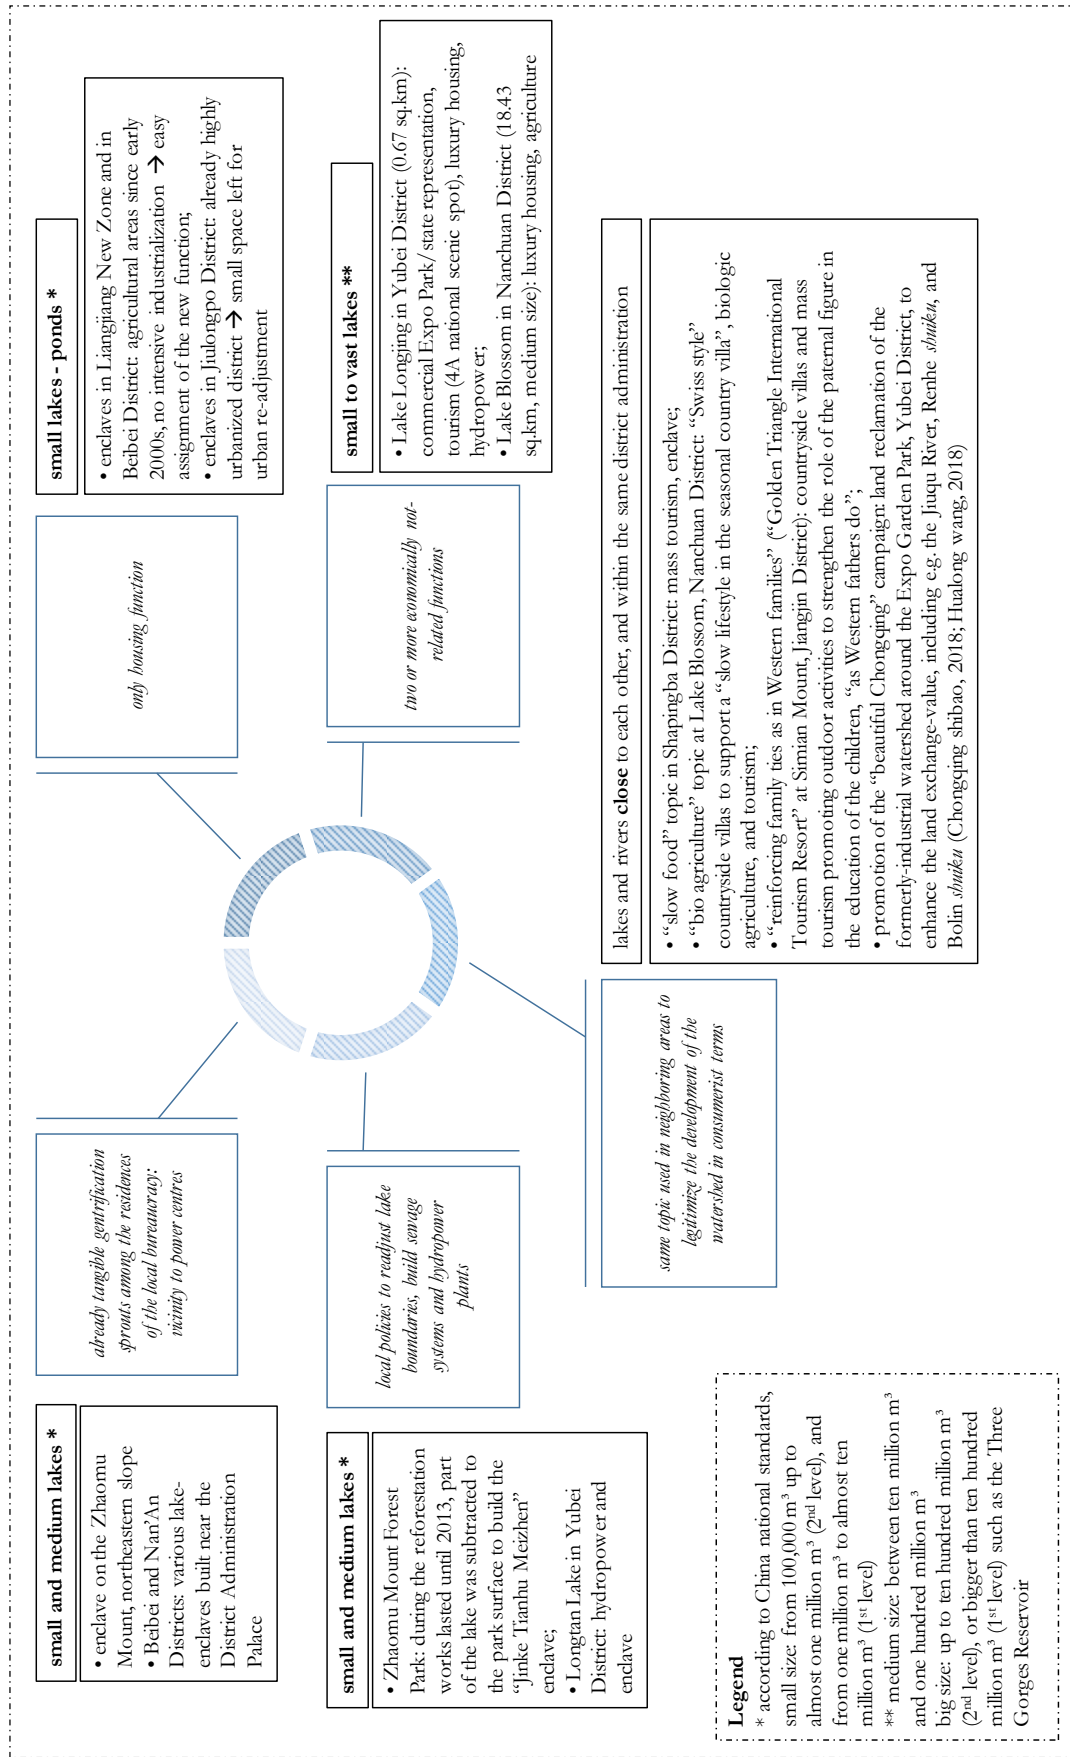 small and medium lakes *
• enclave on the Zhaomu
Mount, northeastern slope
• Beibei and Nan'An
Districts: various lake-
enclaves built near the
District Administration
Palace
already tangible gentrification
sprouts among the residences
of the local bureaucracy:
vicinity to power centres
only housing function
small lakes - ponds *
• enclaves in Liangjiang New Zone and in
Beibei District: agricultural areas since early
2000s, no intensive industrialization → easy
assignment of the new function;
• enclaves in Jiulongpo District: already highly
urbanized district → small space left for
urban re-adjustment
small and medium lakes *
• Zhaomu Mount Forest
Park: during the reforestation
works lasted until 2013, part
of the lake was subtracted to
the park surface to build the
“Jinke Tianhu Meizhen”
enclave;
• Longtan Lake in Yubei
District: hydropower and
enclave
local policies to readjust lake
boundaries, build sewage
systems and hydropower
plants
two or more economically not-
related functions
small to vast lakes **
• Lake Longjing in Yubei District (0.67 sq.km):
commercial Expo Park/state representation,
tourism (4A national scenic spot), luxury housing,
hydropower;
• Lake Blossom in Nanchuan District (18.43
sq.km, medium size): luxury housing, agriculture
same topic used in neighboring areas to
legitimize the development of the
watershed in consumerist terms
lakes and rivers close to each other, and within the same district administration
• “slow food” topic in Shapingba District: mass tourism, enclave;
• “bio agriculture” topic at Lake Blossom, Nanchuan District: “Swiss style”
countryside villas to support a “slow lifestyle in the seasonal country villa”, biologic
agriculture, and tourism;
• “reinforcing family ties as in Western families” (“Golden Triangle International
Tourism Resort” at Simian Mount, Jiangjin District): countryside villas and mass
tourism promoting outdoor activities to strengthen the role of the paternal figure in
the education of the children, “as Western fathers do”;
• promotion of the “beautiful Chongqing” campaign: land reclamation of the
formerly-industrial watershed around the Expo Garden Park, Yubei District, to
enhance the land exchange-value, including e.g. the Jiuqu River, Renhe shuiku, and
Bolin shuiku (Chongqing shibao, 2018; Hualong wang, 2018)
Legend
* according to China national standards,
small size: from 100,000 m³ up to
almost one million m³ (2nd level), and
from one million m³ to almost ten
million m³ (1st level)
** medium size: between ten million m³
and one hundred million m³
big size: up to ten hundred million m³
(2nd level), or bigger than ten hundred
million m³ (1st level) such as the Three
Gorges Reservoir